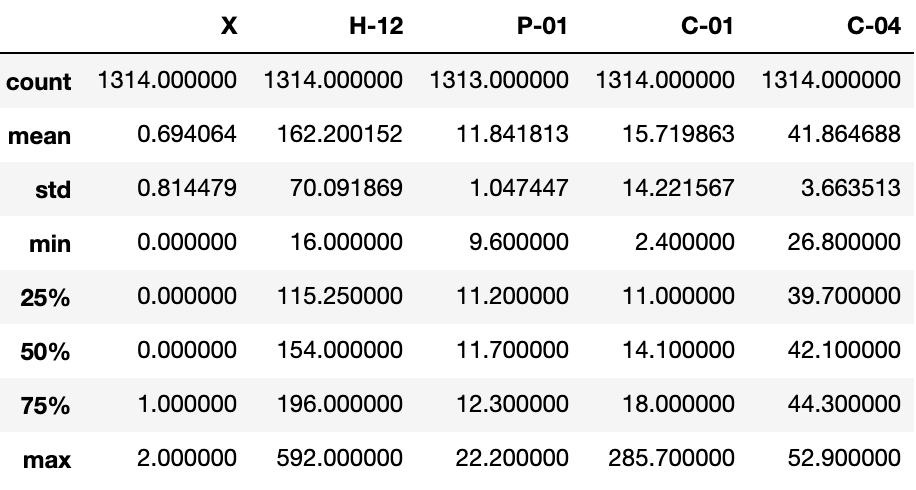 X H-12 P-01 C-01 C-04
count 1314.000000 1314.000000 1313.000000 1314.000000 1314.000000
mean 0.694064 162.200152 11.841813 15.719863 41.864688
std 0.814479 70.091869 1.047447 14.221567 3.663513
min 0.000000 16.000000 9.600000 2.400000 26.800000
25% 0.000000 115.250000 11.200000 11.000000 39.700000
50% 0.000000 154.000000 11.700000 14.100000 42.100000
75% 1.000000 196.000000 12.300000 18.000000 44.300000
max 2.000000 592.000000 22.200000 285.700000 52.900000